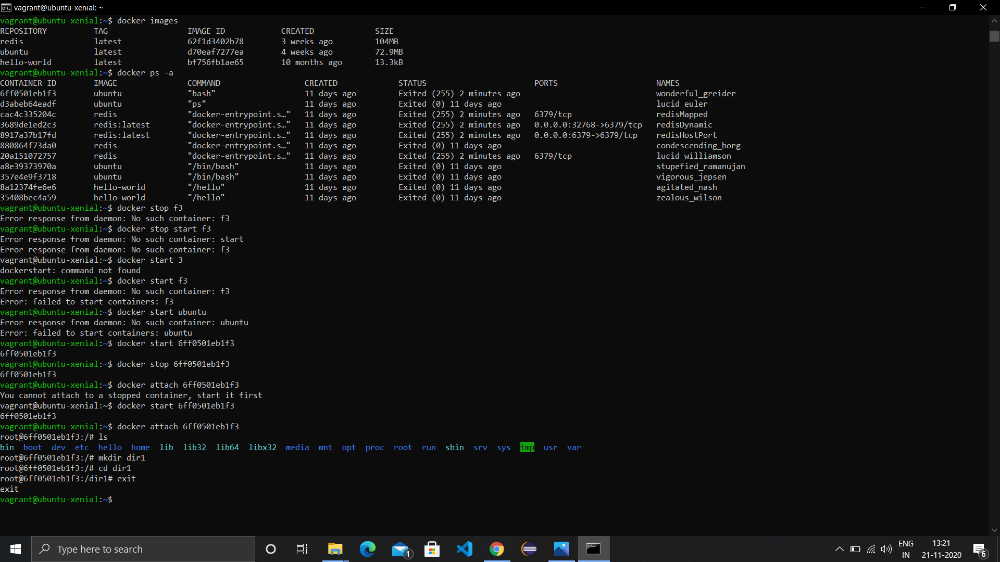 vagrant@ubuntu-xenial: ~
vagrant@ubuntu-xenial:~$ docker images
REPOSITORY TAG IMAGE ID CREATED SIZE
redis latest 62f1d3402b78 3 weeks ago 104MB
ubuntu latest d70eaf7277ea 4 weeks ago 72.9MB
hello-world latest bf756fb1ae65 10 months ago 13.3kB
vagrant@ubuntu-xenial:~$ docker ps -a
CONTAINER ID IMAGE COMMAND CREATED STATUS PORTS NAMES
6ff0501eb1f3 ubuntu "bash" 11 days ago Exited (255) 2 minutes ago wonderful_greider
d3abeb64eadf ubuntu "ps" 11 days ago Exited (0) 11 days ago lucid_euler
cac4c335204c redis "docker-entrypoint.s…" 11 days ago Exited (255) 2 minutes ago 6379/tcp redisMapped
3689de1ed2c3 redis:latest "docker-entrypoint.s…" 11 days ago Exited (255) 2 minutes ago 0.0.0.0:32768->6379/tcp redisDynamic
8917a37b17fd redis:latest "docker-entrypoint.s…" 11 days ago Exited (255) 2 minutes ago 0.0.0.0:6379->6379/tcp redisHostPort
880864f73da0 redis "docker-entrypoint.s…" 11 days ago Exited (0) 11 days ago condescending_borg
20a151072757 redis "docker-entrypoint.s…" 11 days ago Exited (255) 2 minutes ago 6379/tcp lucid_williamson
a8e39373970a ubuntu "/bin/bash" 11 days ago Exited (0) 11 days ago stupefied_ramanujan
357e4e9f3718 ubuntu "/bin/bash" 11 days ago Exited (0) 11 days ago vigorous_jepsen
8a12374fe6e6 hello-world "/hello" 11 days ago Exited (0) 11 days ago agitated_nash
35408bec4a59 hello-world "/hello" 11 days ago Exited (0) 11 days ago zealous_wilson
vagrant@ubuntu-xenial:~$ docker stop f3
Error response from daemon: No such container: f3
vagrant@ubuntu-xenial:~$ docker stop start f3
Error response from daemon: No such container: start
Error response from daemon: No such container: f3
vagrant@ubuntu-xenial:~$ docker start 3
dockerstart: command not found
vagrant@ubuntu-xenial:~$ docker start f3
Error response from daemon: No such container: f3
Error: failed to start containers: f3
vagrant@ubuntu-xenial:~$ docker start ubuntu
Error response from daemon: No such container: ubuntu
Error: failed to start containers: ubuntu
vagrant@ubuntu-xenial:~$ docker start 6ff0501eb1f3
6ff0501eb1f3
vagrant@ubuntu-xenial:~$ docker stop 6ff0501eb1f3
6ff0501eb1f3
vagrant@ubuntu-xenial:~$ docker attach 6ff0501eb1f3
You cannot attach to a stopped container, start it first
vagrant@ubuntu-xenial:~$ docker start 6ff0501eb1f3
6ff0501eb1f3
vagrant@ubuntu-xenial:~$ docker attach 6ff0501eb1f3
root@6ff0501eb1f3:/# ls
bin boot dev etc hello home lib lib32 lib64 libx32 media mnt opt proc root run sbin srv sys tmp usr var
root@6ff0501eb1f3:/# mkdir dir1
root@6ff0501eb1f3:/# cd dir1
root@6ff0501eb1f3:/dir1# exit
exit
vagrant@ubuntu-xenial:~$
Type here to search
1
ENG
IN
13:21
21-11-2020
6